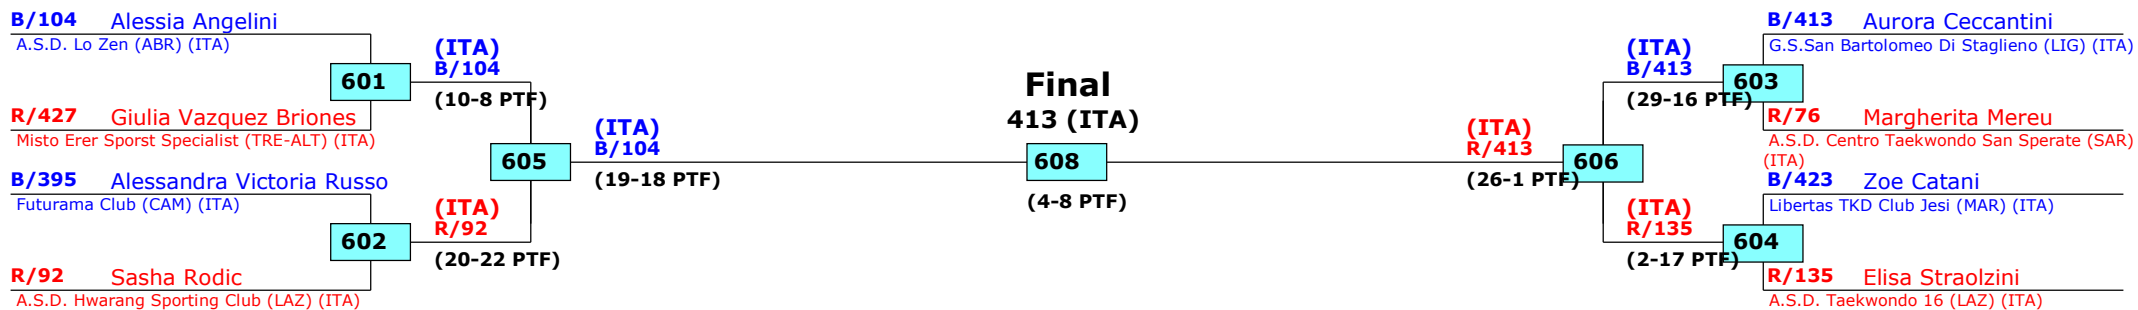 B/104 Alessia Angelini
A.S.D. Lo Zen (ABR) (ITA)
601
R/427 Giulia Vazquez Briones
Misto Erer Sporst Specialist (TRE-ALT) (ITA)
B/395 Alessandra Victoria Russo
Futurama Club (CAM) (ITA)
602
R/92 Sasha Rodic
A.S.D. Hwarang Sporting Club (LAZ) (ITA)
(ITA)
B/104
(10-8 PTF)
605
(ITA)
R/92
(20-22 PTF)
(ITA)
B/104
(19-18 PTF)
Final
413 (ITA)
608
(4-8 PTF)
(ITA)
R/413
(26-1 PTF)
606
(ITA)
B/413
(29-16 PTF)
(ITA)
R/135
(2-17 PTF)
B/413 Aurora Ceccantini
G.S.San Bartolomeo Di Staglieno (LIG) (ITA)
603
R/76 Margherita Mereu
A.S.D. Centro Taekwondo San Sperate (SAR)
(ITA)
B/423 Zoe Catani
Libertas TKD Club Jesi (MAR) (ITA)
604
R/135 Elisa Straolzini
A.S.D. Taekwondo 16 (LAZ) (ITA)